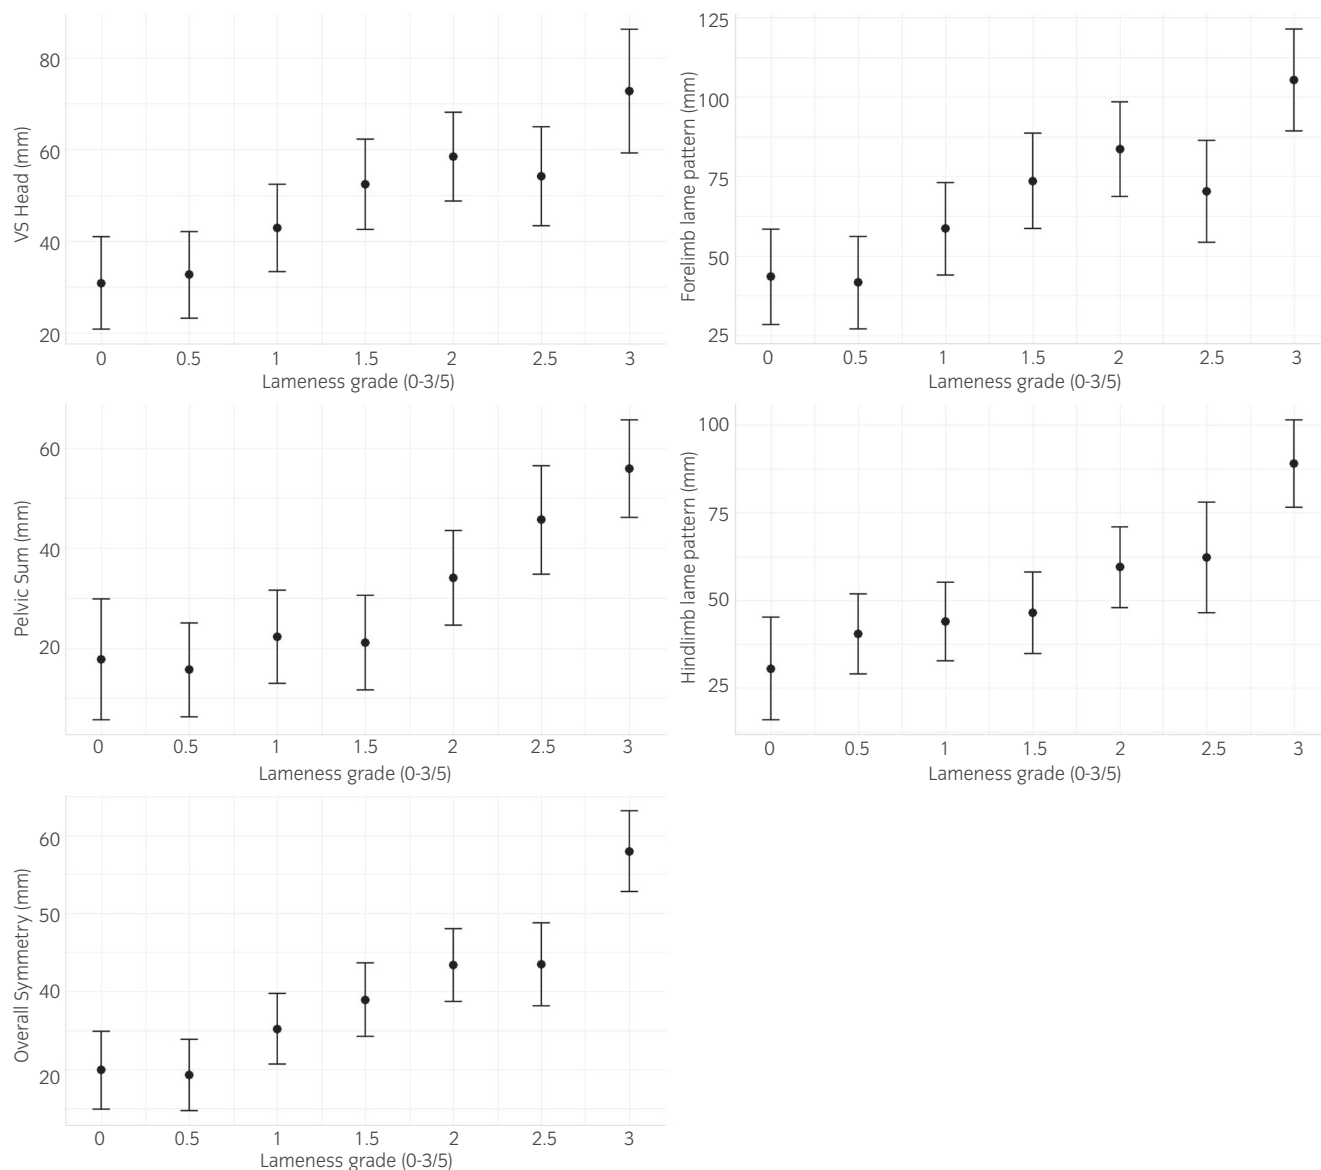 VS Head (mm)
80
60
40
20
0 0.5 1 1.5 2 2.5 3
Lameness grade (0-3/5)
Forelimb lame pattern (mm)
125
100
75
50
25
0 0.5 1 1.5 2 2.5 3
Lameness grade (0-3/5)
Pelvic Sum (mm)
60
40
20
0 0.5 1 1.5 2 2.5 3
Lameness grade (0-3/5)
Hindlimb lame pattern (mm)
100
75
50
25
0 0.5 1 1.5 2 2.5 3
Lameness grade (0-3/5)
Overall Symmetry (mm)
60
50
40
20
0 0.5 1 1.5 2 2.5 3
Lameness grade (0-3/5)